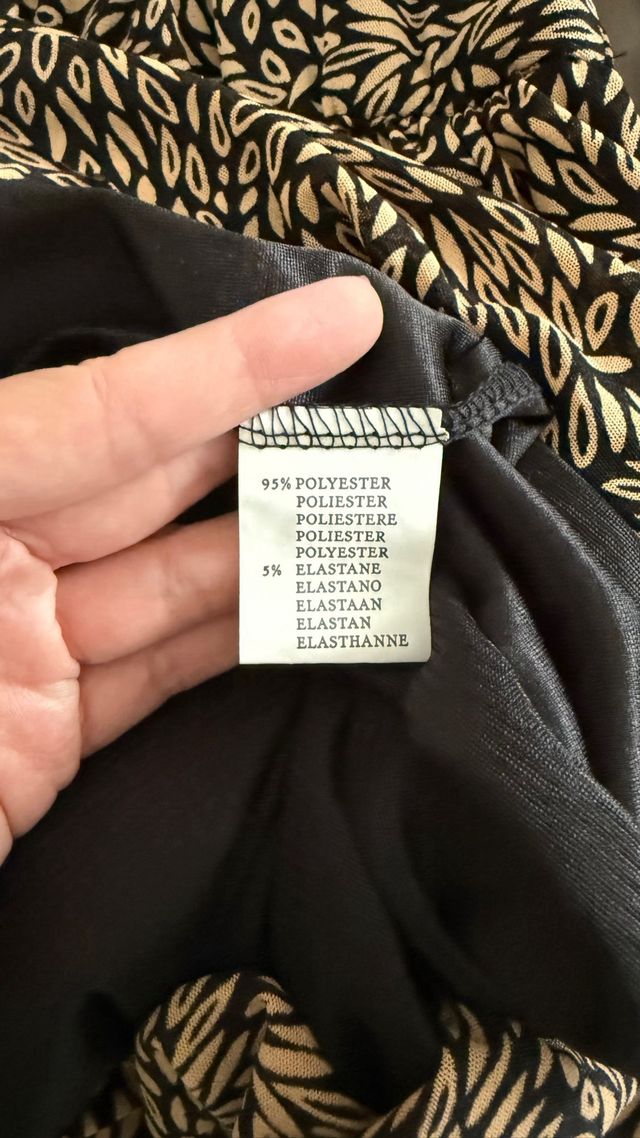 95% POLYESTER
POLIESTER
POLIESTERE
POLIESTER
POLYESTER
5% ELASTANE
ELASTANO
ELASTAAN
ELASTAN
ELASTHANNE